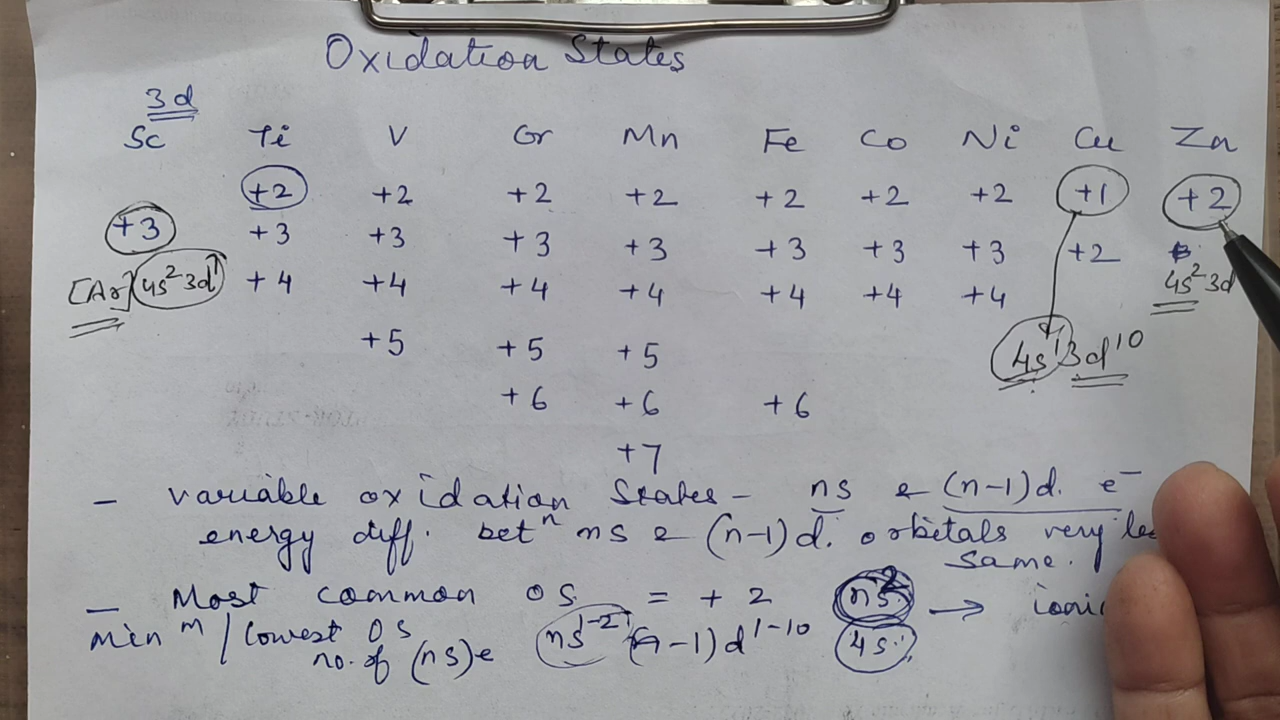 Oxidation States
3d
Sc Ti V Cr Mn Fe Co Ni Cu Zn
+2 +2 +2 +2 +2 +2 +2 +1 +2
+3 +3 +3 +3 +3 +3 +3 +3 +2
[Ar] 4s² 3d¹ +4 +4 +4 +4 +4 +4 +4 4s² 3d
+5 +5 +5 4s¹ 3d¹⁰
+6 +6 +6
+7
- variable oxidation States - ns & (n-1)d. e⁻
energy diff. betⁿ ns & (n-1)d. orbitals very
same.
- Most common OS = +2 ns² → 
minᵐ / lowest OS ns¹⁻² (n-1)d¹⁻¹⁰ 4s.
no. of (ns)e